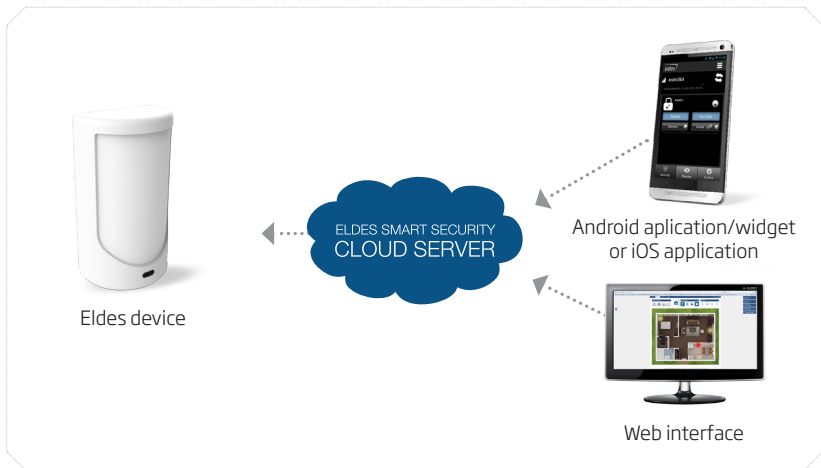 ELDES SMART SECURITY
CLOUD SERVER
Eldes device
Android aplication/widget
or iOS application
Web interface